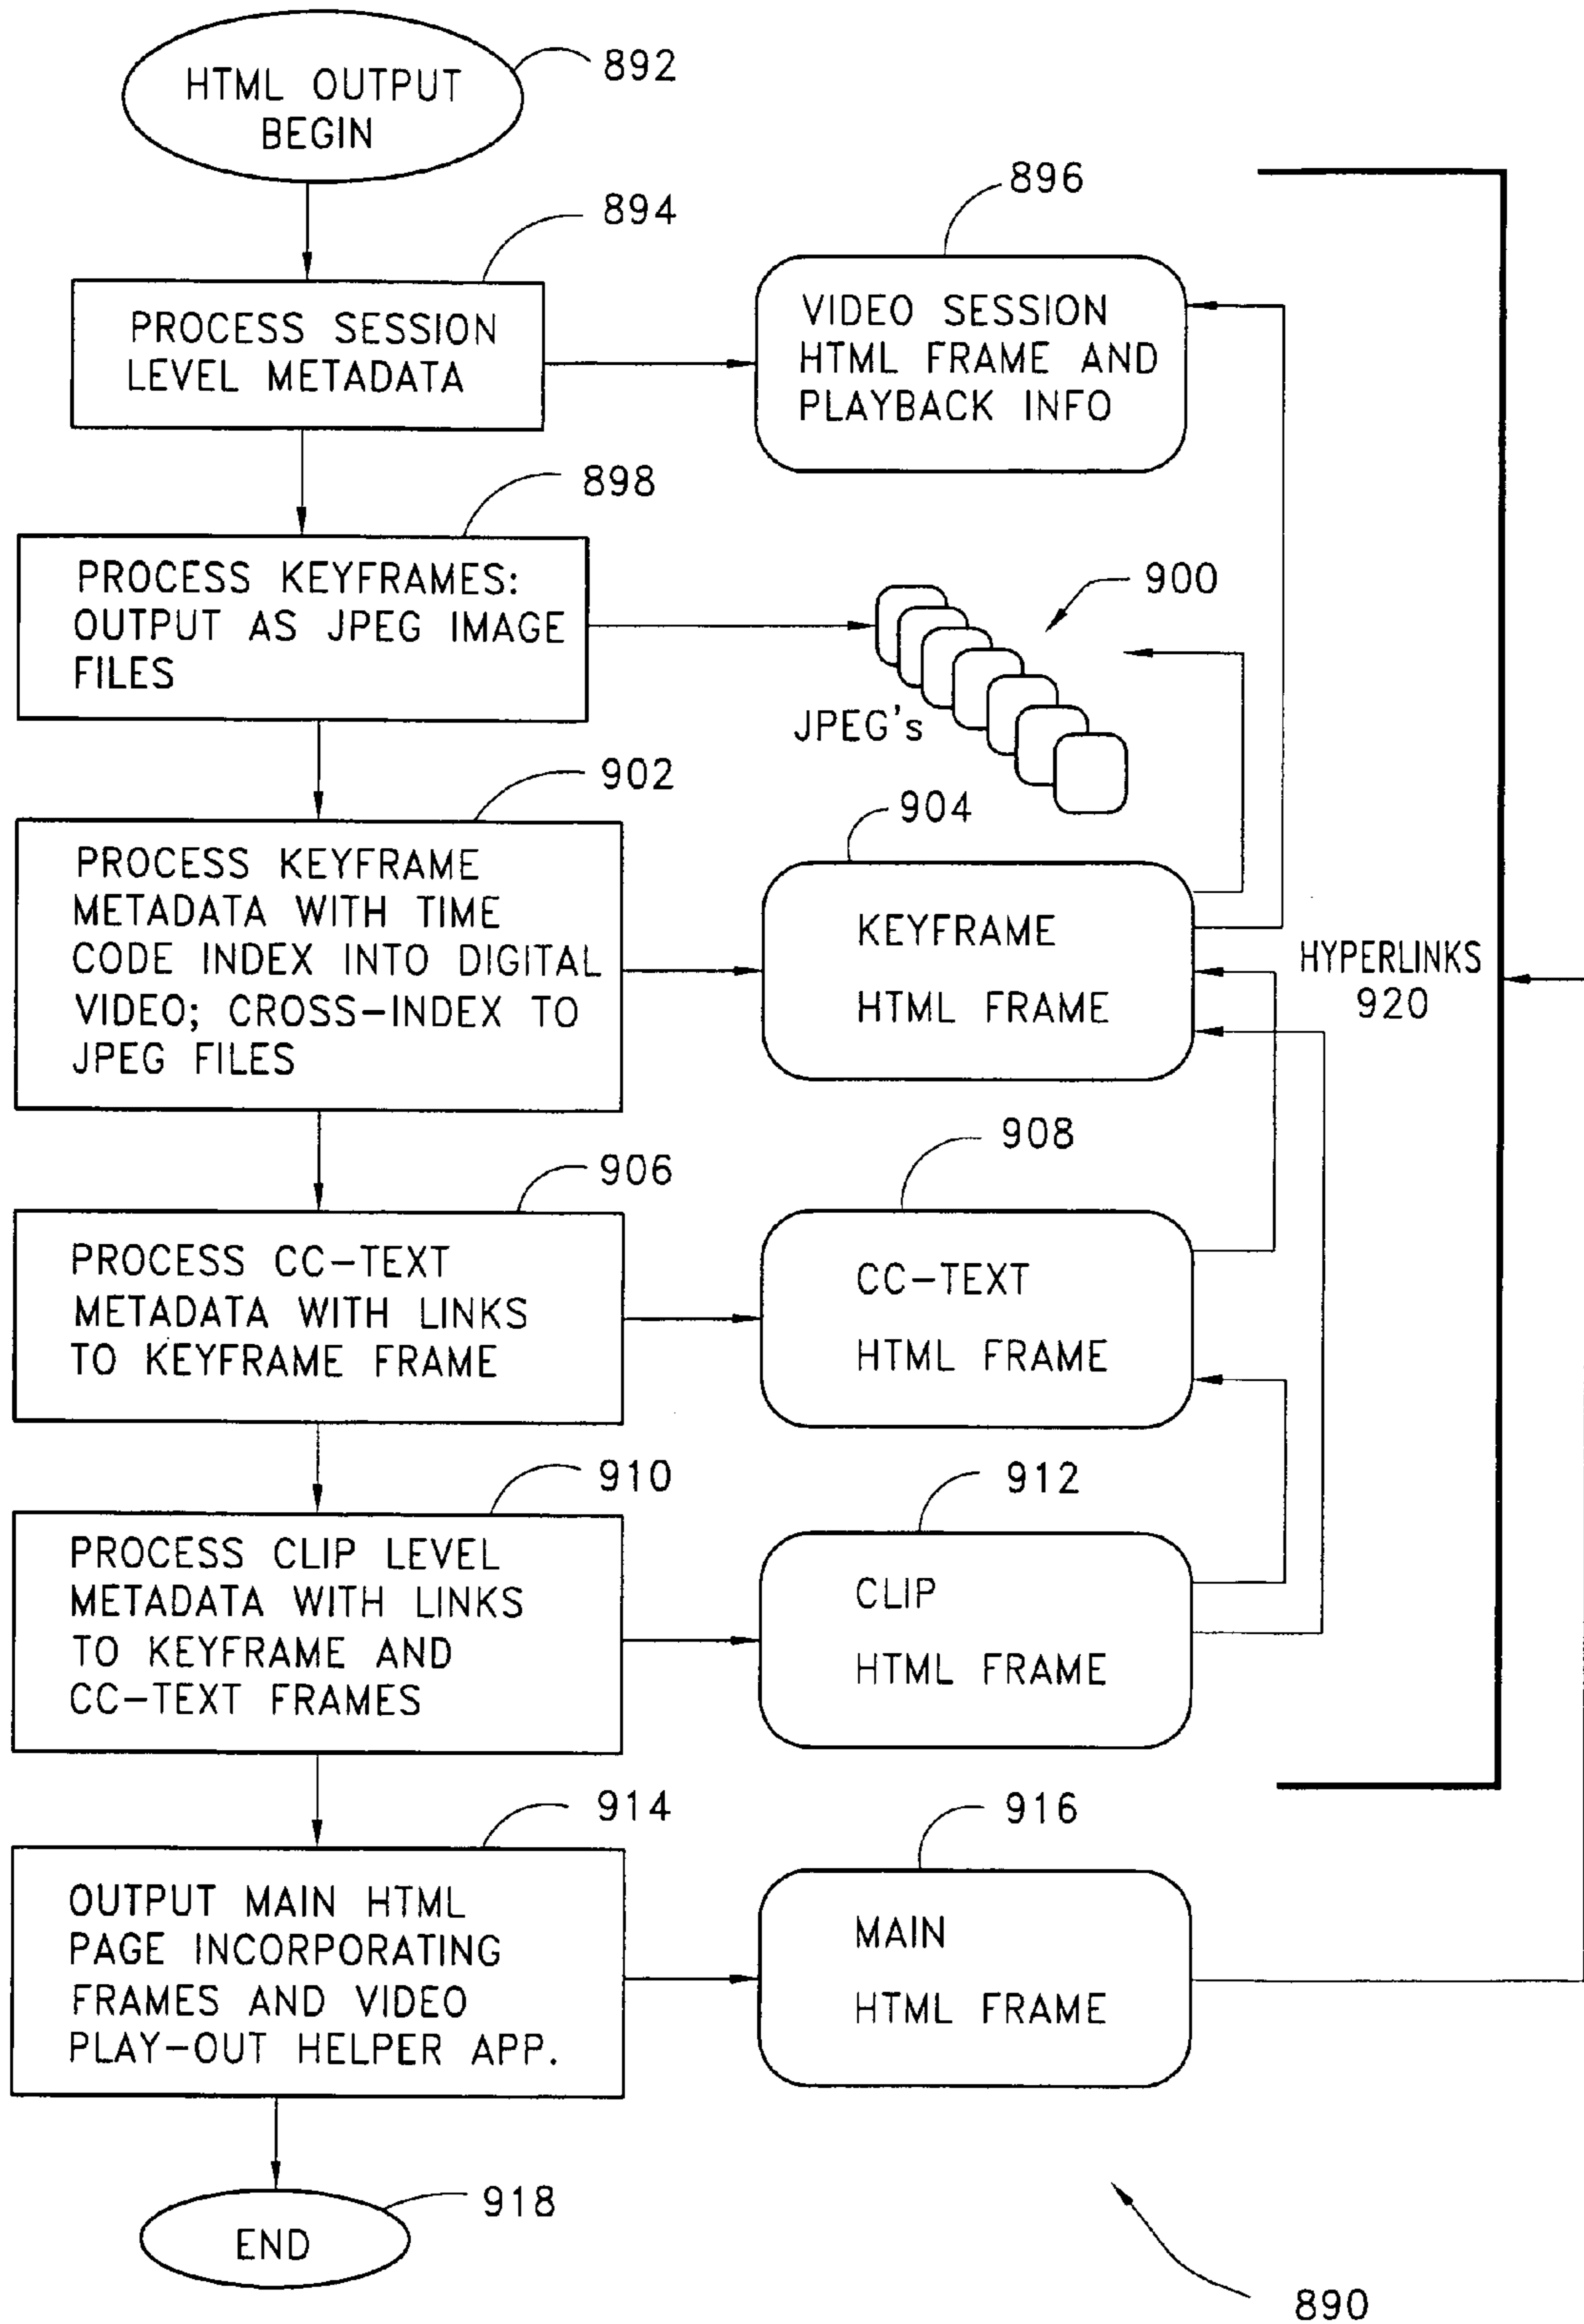 HTML OUTPUT
BEGIN
892
894
PROCESS SESSION
LEVEL METADATA
896
VIDEO SESSION
HTML FRAME AND
PLAYBACK INFO
898
PROCESS KEYFRAMES:
OUTPUT AS JPEG IMAGE
FILES
900
JPEG's
902
PROCESS KEYFRAME
METADATA WITH TIME
CODE INDEX INTO DIGITAL
VIDEO; CROSS-INDEX TO
JPEG FILES
904
KEYFRAME
HTML FRAME
HYPERLINKS
920
906
PROCESS CC-TEXT
METADATA WITH LINKS
TO KEYFRAME FRAME
908
CC-TEXT
HTML FRAME
910
PROCESS CLIP LEVEL
METADATA WITH LINKS
TO KEYFRAME AND
CC-TEXT FRAMES
912
CLIP
HTML FRAME
914
OUTPUT MAIN HTML
PAGE INCORPORATING
FRAMES AND VIDEO
PLAY-OUT HELPER APP.
916
MAIN
HTML FRAME
END
918
890